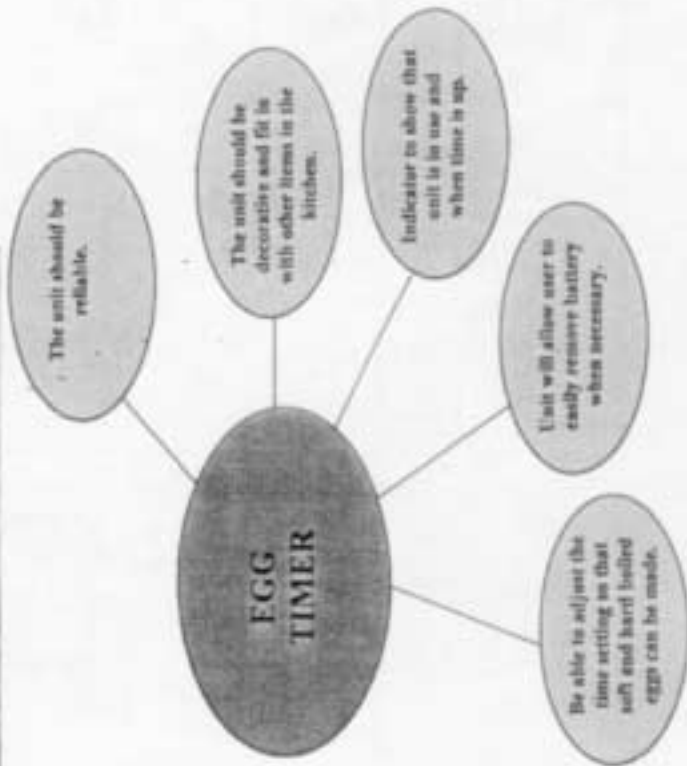 EGG
TIMER
The unit should be
reliable.
The unit should be
decorative and fit in
with other items in the
kitchen.
Indicator to show that
unit is in use and
when time is up.
Unit will allow user to
easily remove battery
when necessary.
Be able to adjust the
time setting so that
soft and hard boiled
eggs can be made.